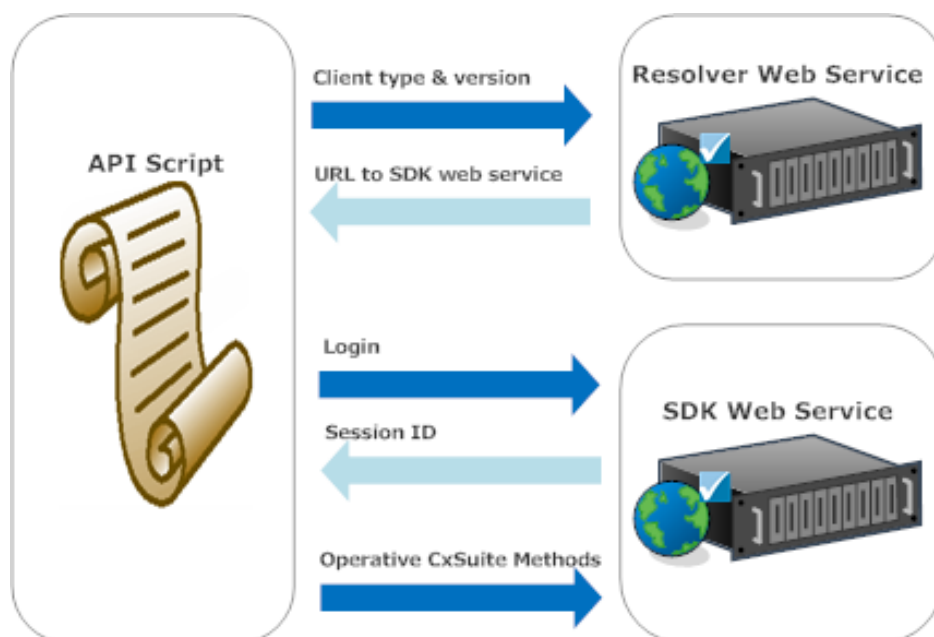 Client type & version
Resolver Web Service
API Script
URL to SDK web service
Login
SDK Web Service
Session ID
Operative CxSuite Methods